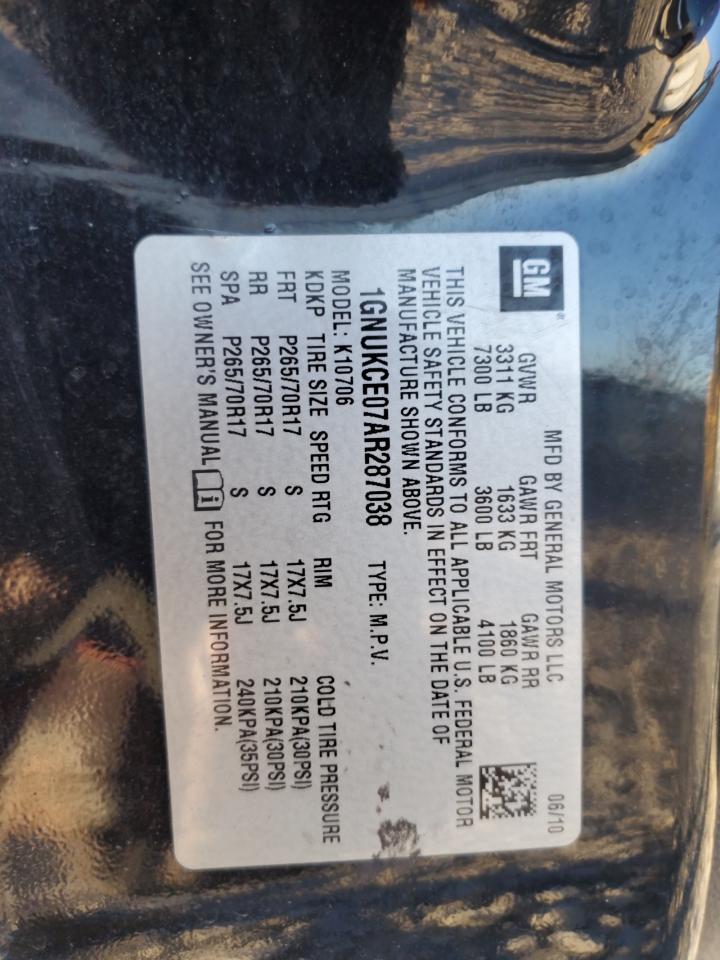 GM
MFD BY GENERAL MOTORS LLC 06/10
GVWR GAWR FRT GAWR RR
3311 KG 1633 KG 1860 KG
7300 LB 3600 LB 4100 LB
THIS VEHICLE CONFORMS TO ALL APPLICABLE U.S. FEDERAL MOTOR
VEHICLE SAFETY STANDARDS IN EFFECT ON THE DATE OF
MANUFACTURE SHOWN ABOVE.
1GNUKCE07AR287038 TYPE: M.P.V.
MODEL: K10706
KDKP TIRE SIZE SPEED RTG RIM COLD TIRE PRESSURE
FRT P265/70R17 S 17X7.5J 210KPA(30PSI)
RR P265/70R17 S 17X7.5J 210KPA(30PSI)
SPA P265/70R17 S 17X7.5J 240KPA(35PSI)
SEE OWNER'S MANUAL i FOR MORE INFORMATION.